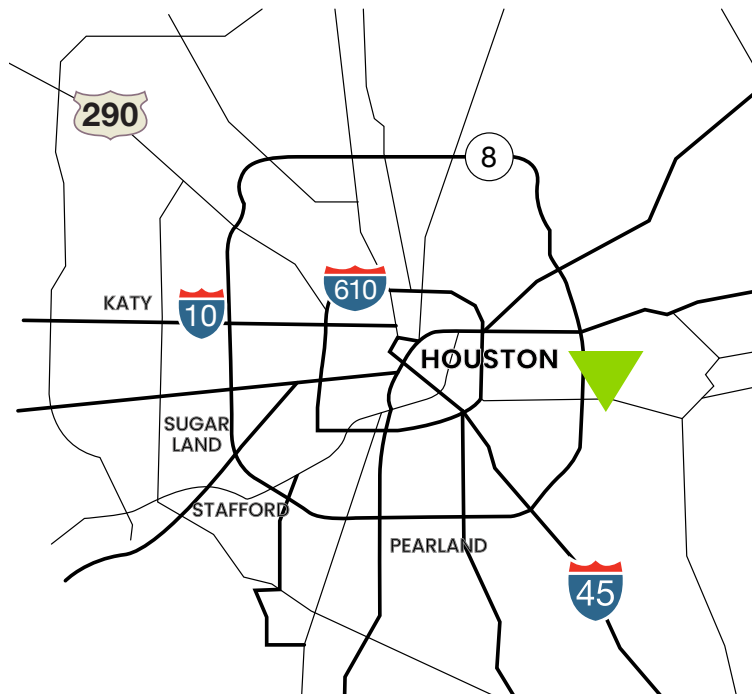 290
8
610
KATY
10
HOUSTON
SUGAR
LAND
STAFFORD
PEARLAND
45